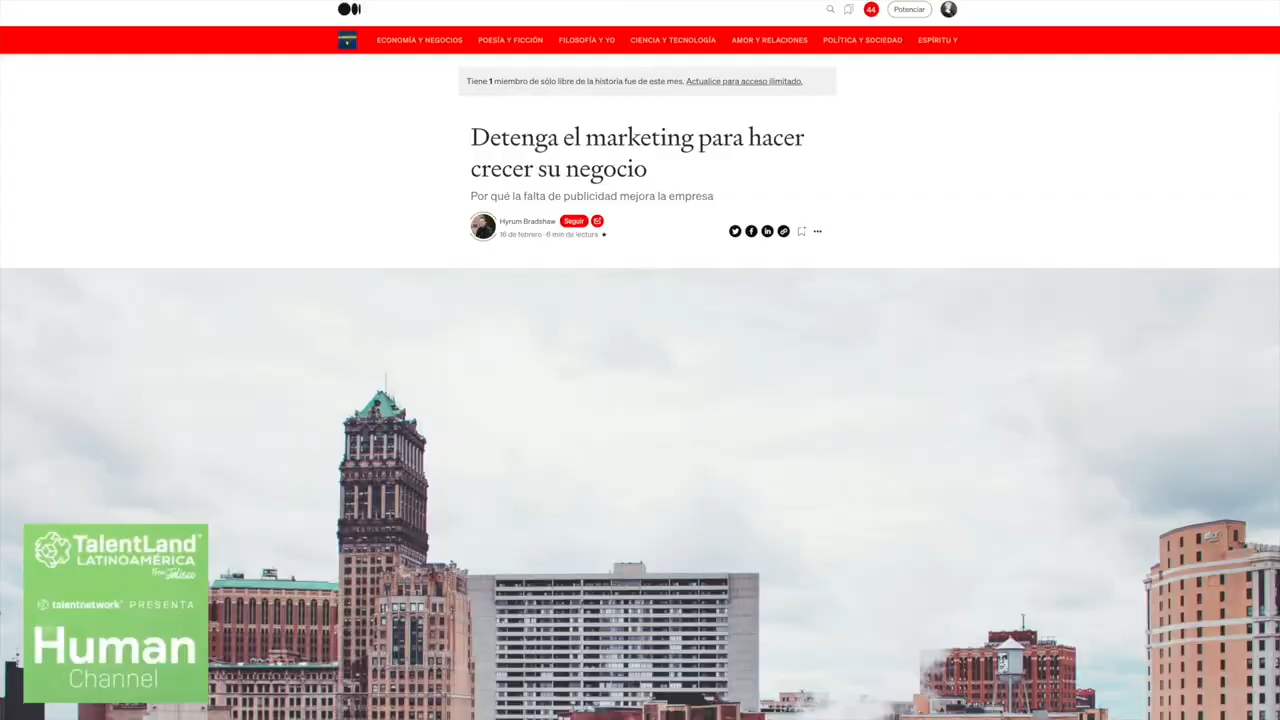 44
Potenciar
ECONOMÍA Y NEGOCIOS POESÍA Y FICCIÓN FILOSOFÍA Y YO CIENCIA Y TECNOLOGÍA AMOR Y RELACIONES POLÍTICA Y SOCIEDAD ESPÍRITU Y
Tiene 1 miembro de sólo libre de la historia fue de este mes. Actualice para acceso ilimitado.
Detenga el marketing para hacer
crecer su negocio
Por qué la falta de publicidad mejora la empresa
Hyrum Bradshaw Seguir
16 de febrero · 6 min de lectura
TalentLand
LATINOAMÉRICA
From Jalisco
talentnetwork PRESENTA
Human
Channel